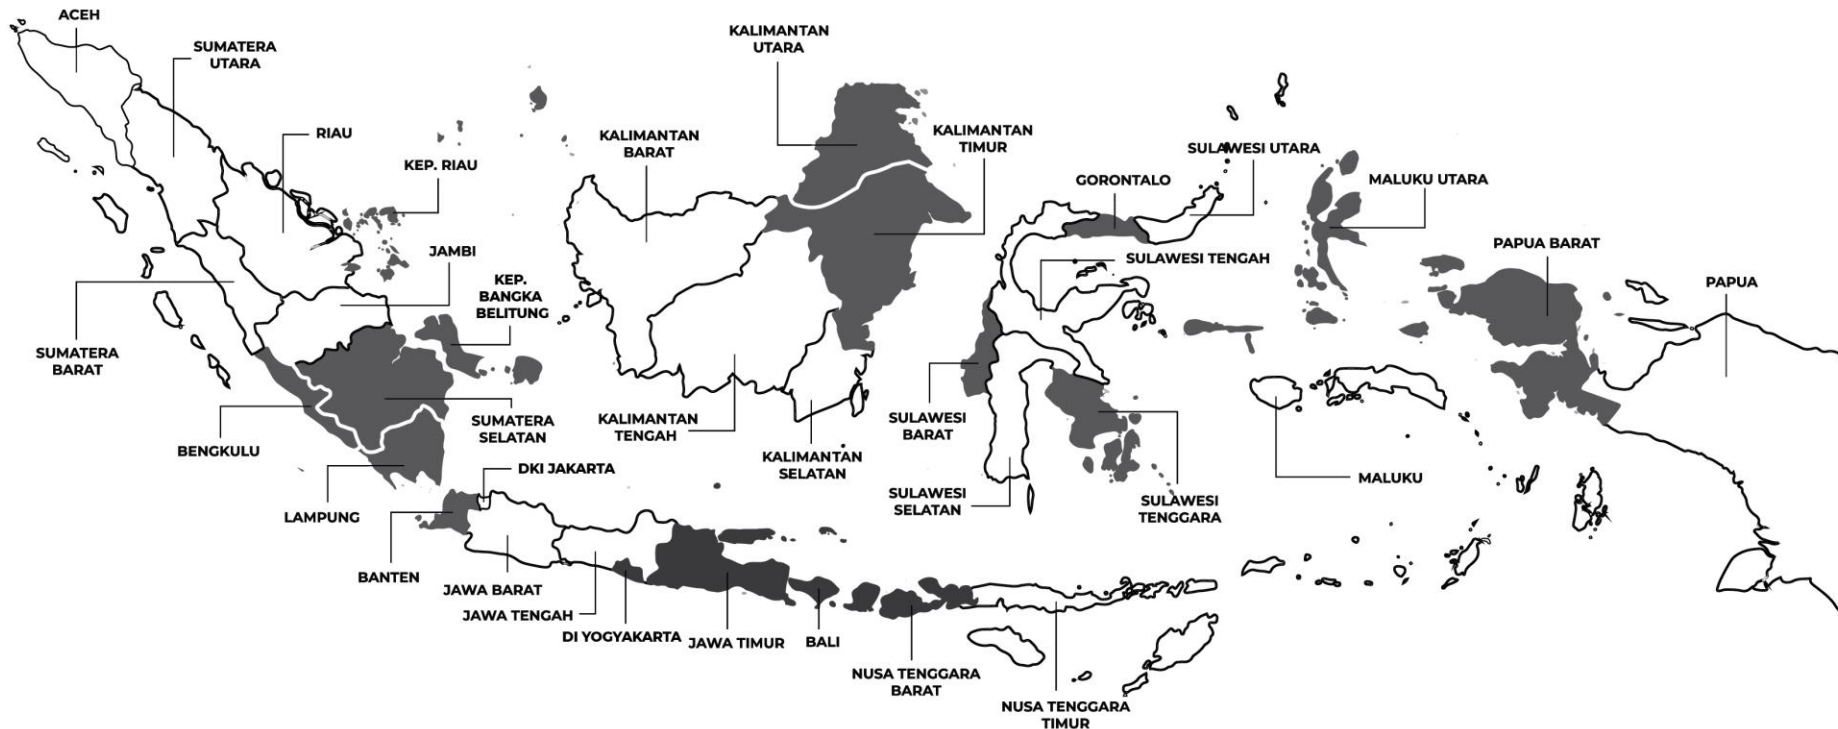 ACEH
SUMATERA
UTARA
RIAU
KEP. RIAU
JAMBI
KEP.
BANGKA
BELITUNG
SUMATERA
BARAT
BENGKULU
SUMATERA
SELATAN
LAMPUNG
DKI JAKARTA
BANTEN
JAWA BARAT
JAWA TENGAH
DI YOGYAKARTA
JAWA TIMUR
BALI
NUSA TENGGARA
BARAT
NUSA TENGGARA
TIMUR
KALIMANTAN
UTARA
KALIMANTAN
BARAT
KALIMANTAN
TIMUR
KALIMANTAN
TENGAH
KALIMANTAN
SELATAN
SULAWESI UTARA
GORONTALO
SULAWESI TENGAH
SULAWESI
BARAT
SULAWESI
SELATAN
SULAWESI
TENGGARA
MALUKU UTARA
MALUKU
PAPUA BARAT
PAPUA